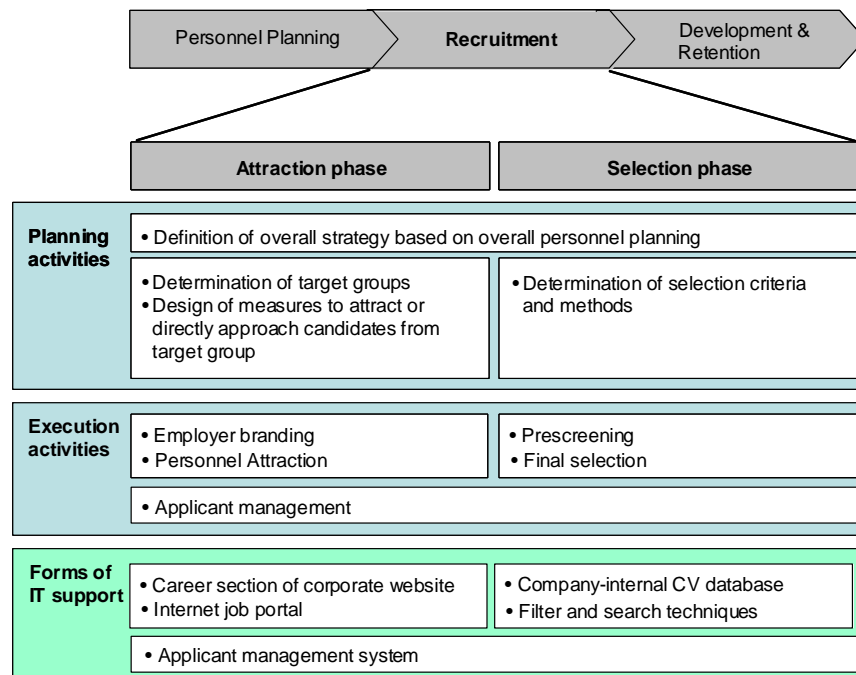 Personnel Planning
Recruitment
Development &
Retention
Attraction phase
Selection phase
Planning
activities
• Definition of overall strategy based on overall personnel planning
• Determination of target groups
• Design of measures to attract or
directly approach candidates from
target group
• Determination of selection criteria
and methods
Execution
activities
• Employer branding
• Personnel Attraction
• Prescreening
• Final selection
• Applicant management
Forms of
IT support
• Career section of corporate website
• Internet job portal
• Company-internal CV database
• Filter and search techniques
• Applicant management system